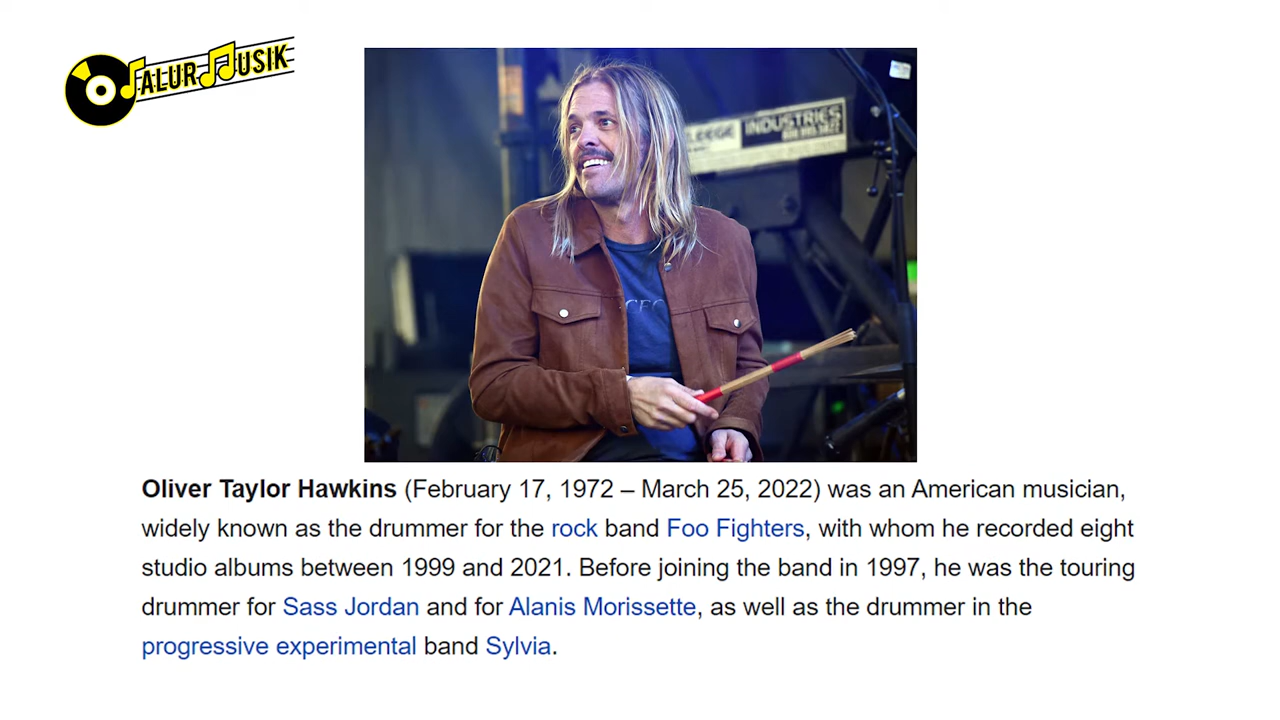 JALUR MUSIK
INDUSTRIES
Oliver Taylor Hawkins (February 17, 1972 – March 25, 2022) was an American musician,
widely known as the drummer for the rock band Foo Fighters, with whom he recorded eight
studio albums between 1999 and 2021. Before joining the band in 1997, he was the touring
drummer for Sass Jordan and for Alanis Morissette, as well as the drummer in the
progressive experimental band Sylvia.